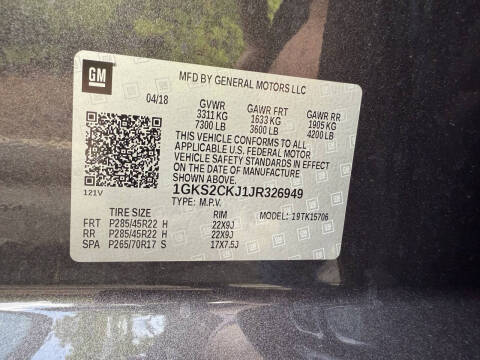 GM
MFD BY GENERAL MOTORS LLC
04/18 GVWR GAWR FRT GAWR RR
3311 KG 1633 KG 1905 KG
7300 LB 3600 LB 4200 LB
THIS VEHICLE CONFORMS TO ALL
APPLICABLE U.S. FEDERAL MOTOR
VEHICLE SAFETY STANDARDS IN EFFECT
ON THE DATE OF MANUFACTURE
SHOWN ABOVE.
121V 1GKS2CKJ1JR326949
TYPE: M.P.V. MODEL: 19TK15706
TIRE SIZE RIM
FRT P285/45R22 H 22X9J
RR P285/45R22 H 22X9J
SPA P265/70R17 S 17X7.5J